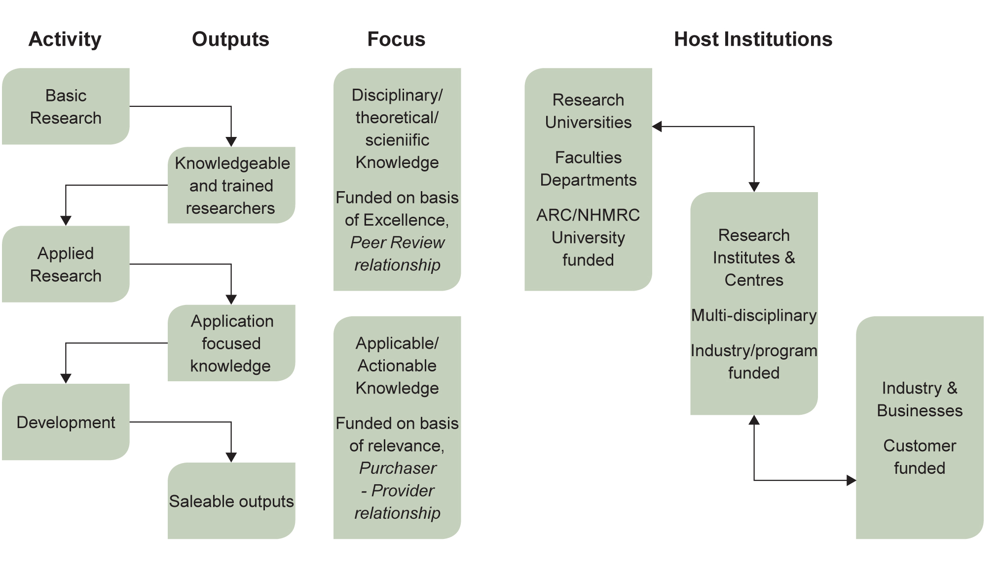 Activity
Outputs
Focus
Host Institutions
Basic
Research
Knowledgeable
and trained
researchers
Applied
Research
Application
focused
knowledge
Development
Saleable outputs
Disciplinary/
theoretical/
scieniific
Knowledge
Funded on basis
of Excellence,
Peer Review
relationship
Applicable/
Actionable
Knowledge
Funded on basis
of relevance,
Purchaser
- Provider
relationship
Research
Universities
Faculties
Departments
ARC/NHMRC
University
funded
Research
Institutes &
Centres
Multi-disciplinary
Industry/program
funded
Industry &
Businesses
Customer
funded